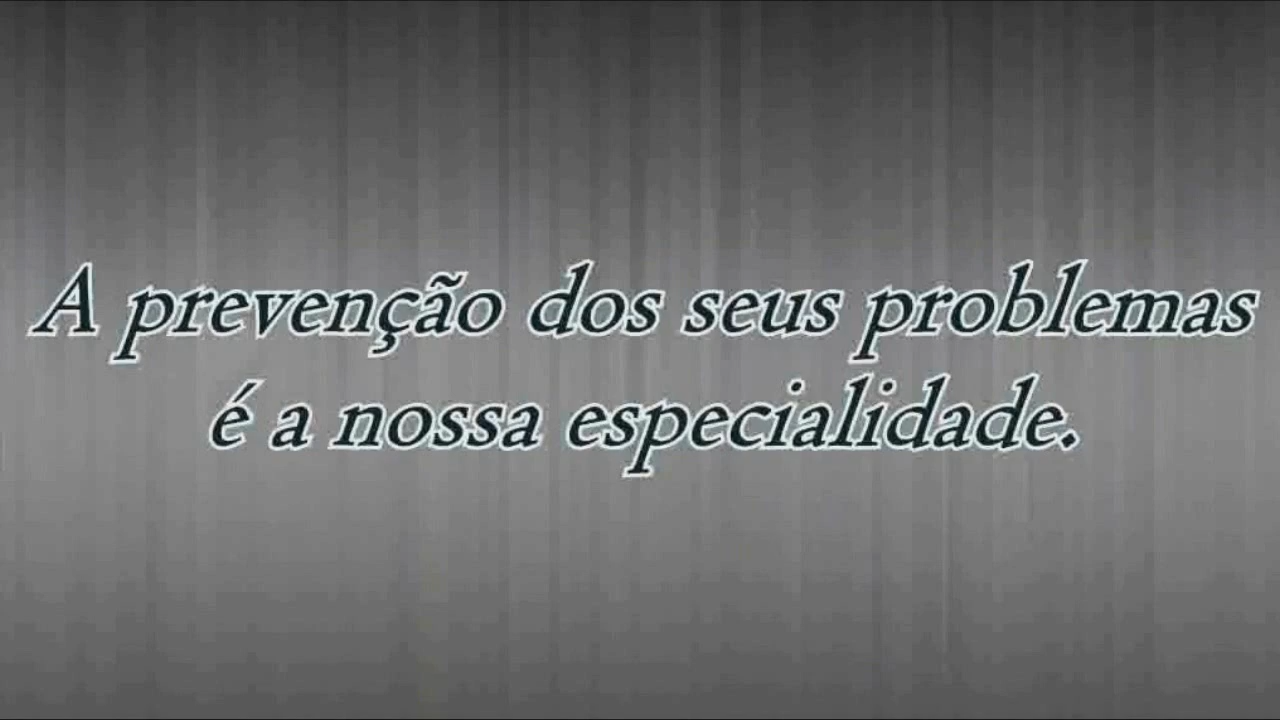 A prevenção dos seus problemas
é a nossa especialidade.